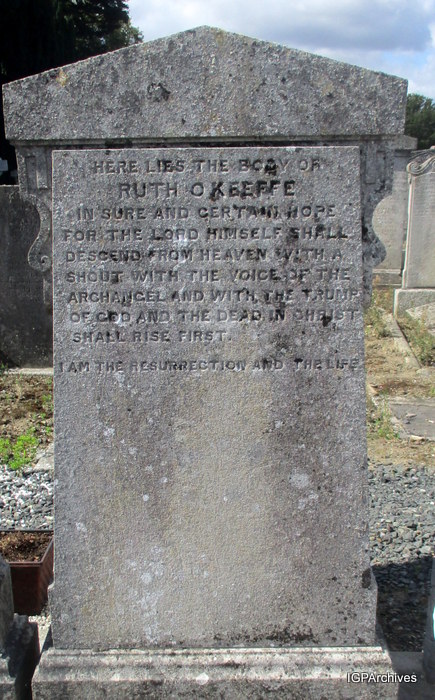 HERE LIES THE BODY OF
RUTH O'KEEFFE
IN SURE AND CERTAIN HOPE
FOR THE LORD HIMSELF SHALL
DESCEND FROM HEAVEN WITH A
SHOUT WITH THE VOICE OF THE
ARCHANGEL AND WITH THE TRUMP
OF GOD AND THE DEAD IN CHRIST
SHALL RISE FIRST.
I AM THE RESURRECTION AND THE LIFE
IGPArchives